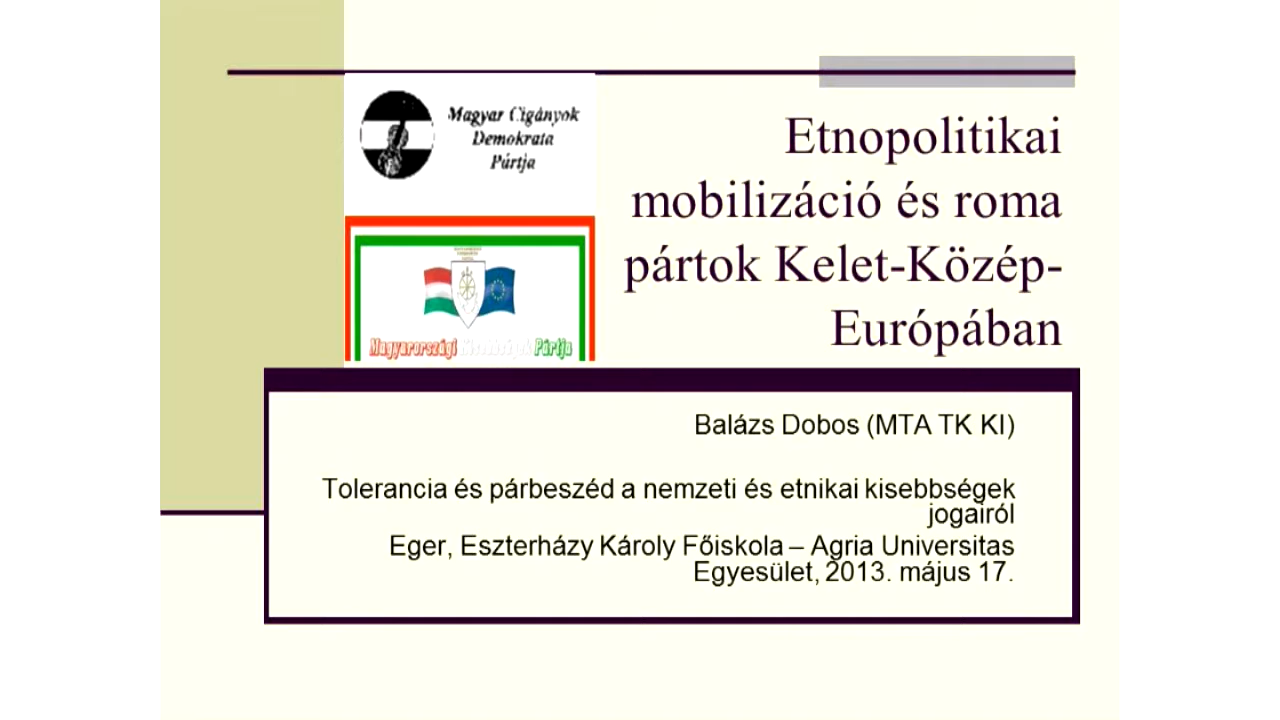 Magyar Cigányok
Demokrata
Pártja
Magyarországi Kisebbségek Pártja
Etnopolitikai
mobilizáció és roma
pártok Kelet-Közép-
Európában
Balázs Dobos (MTA TK KI)
Tolerancia és párbeszéd a nemzeti és etnikai kisebbségek
jogairól
Eger, Eszterházy Károly Főiskola – Agria Universitas
Egyesület, 2013. május 17.